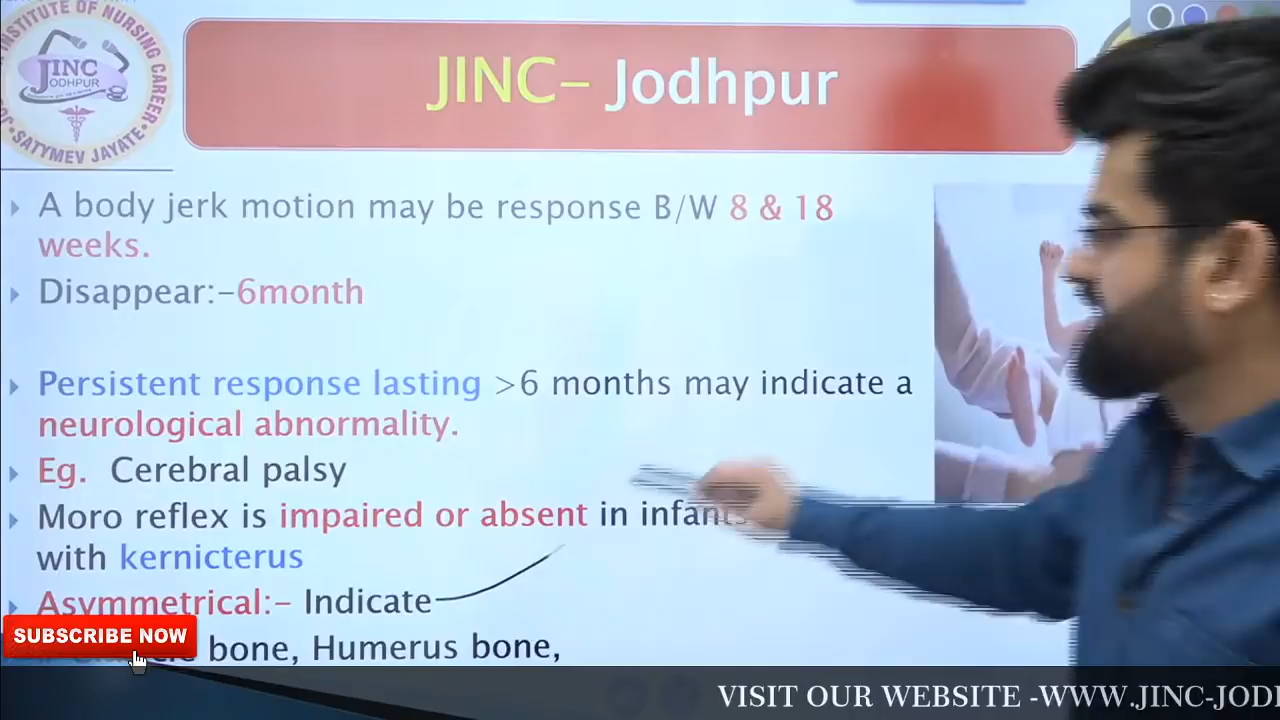 INSTITUTE OF NURSING CAREER
JINC
JODHPUR
SATYMEV JAYATE
JINC- Jodhpur
A body jerk motion may be response B/W 8 & 18
weeks.
Disappear:-6month
Persistent response lasting >6 months may indicate a
neurological abnormality.
Eg. Cerebral palsy
Moro reflex is impaired or absent in infants
with kernicterus
Asymmetrical:- Indicate
bone, Humerus bone,
SUBSCRIBE NOW
VISIT OUR WEBSITE -WWW.JINC-JOD